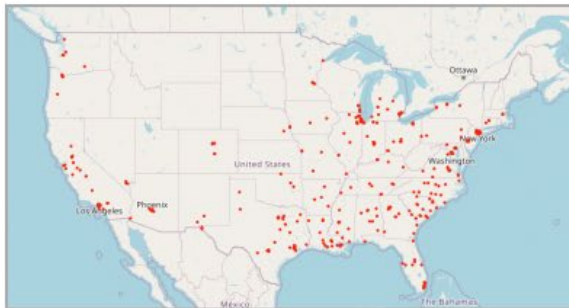 Ottawa
New York
United States
Washington
Los Angeles
Phoenix
México
The Bahamas